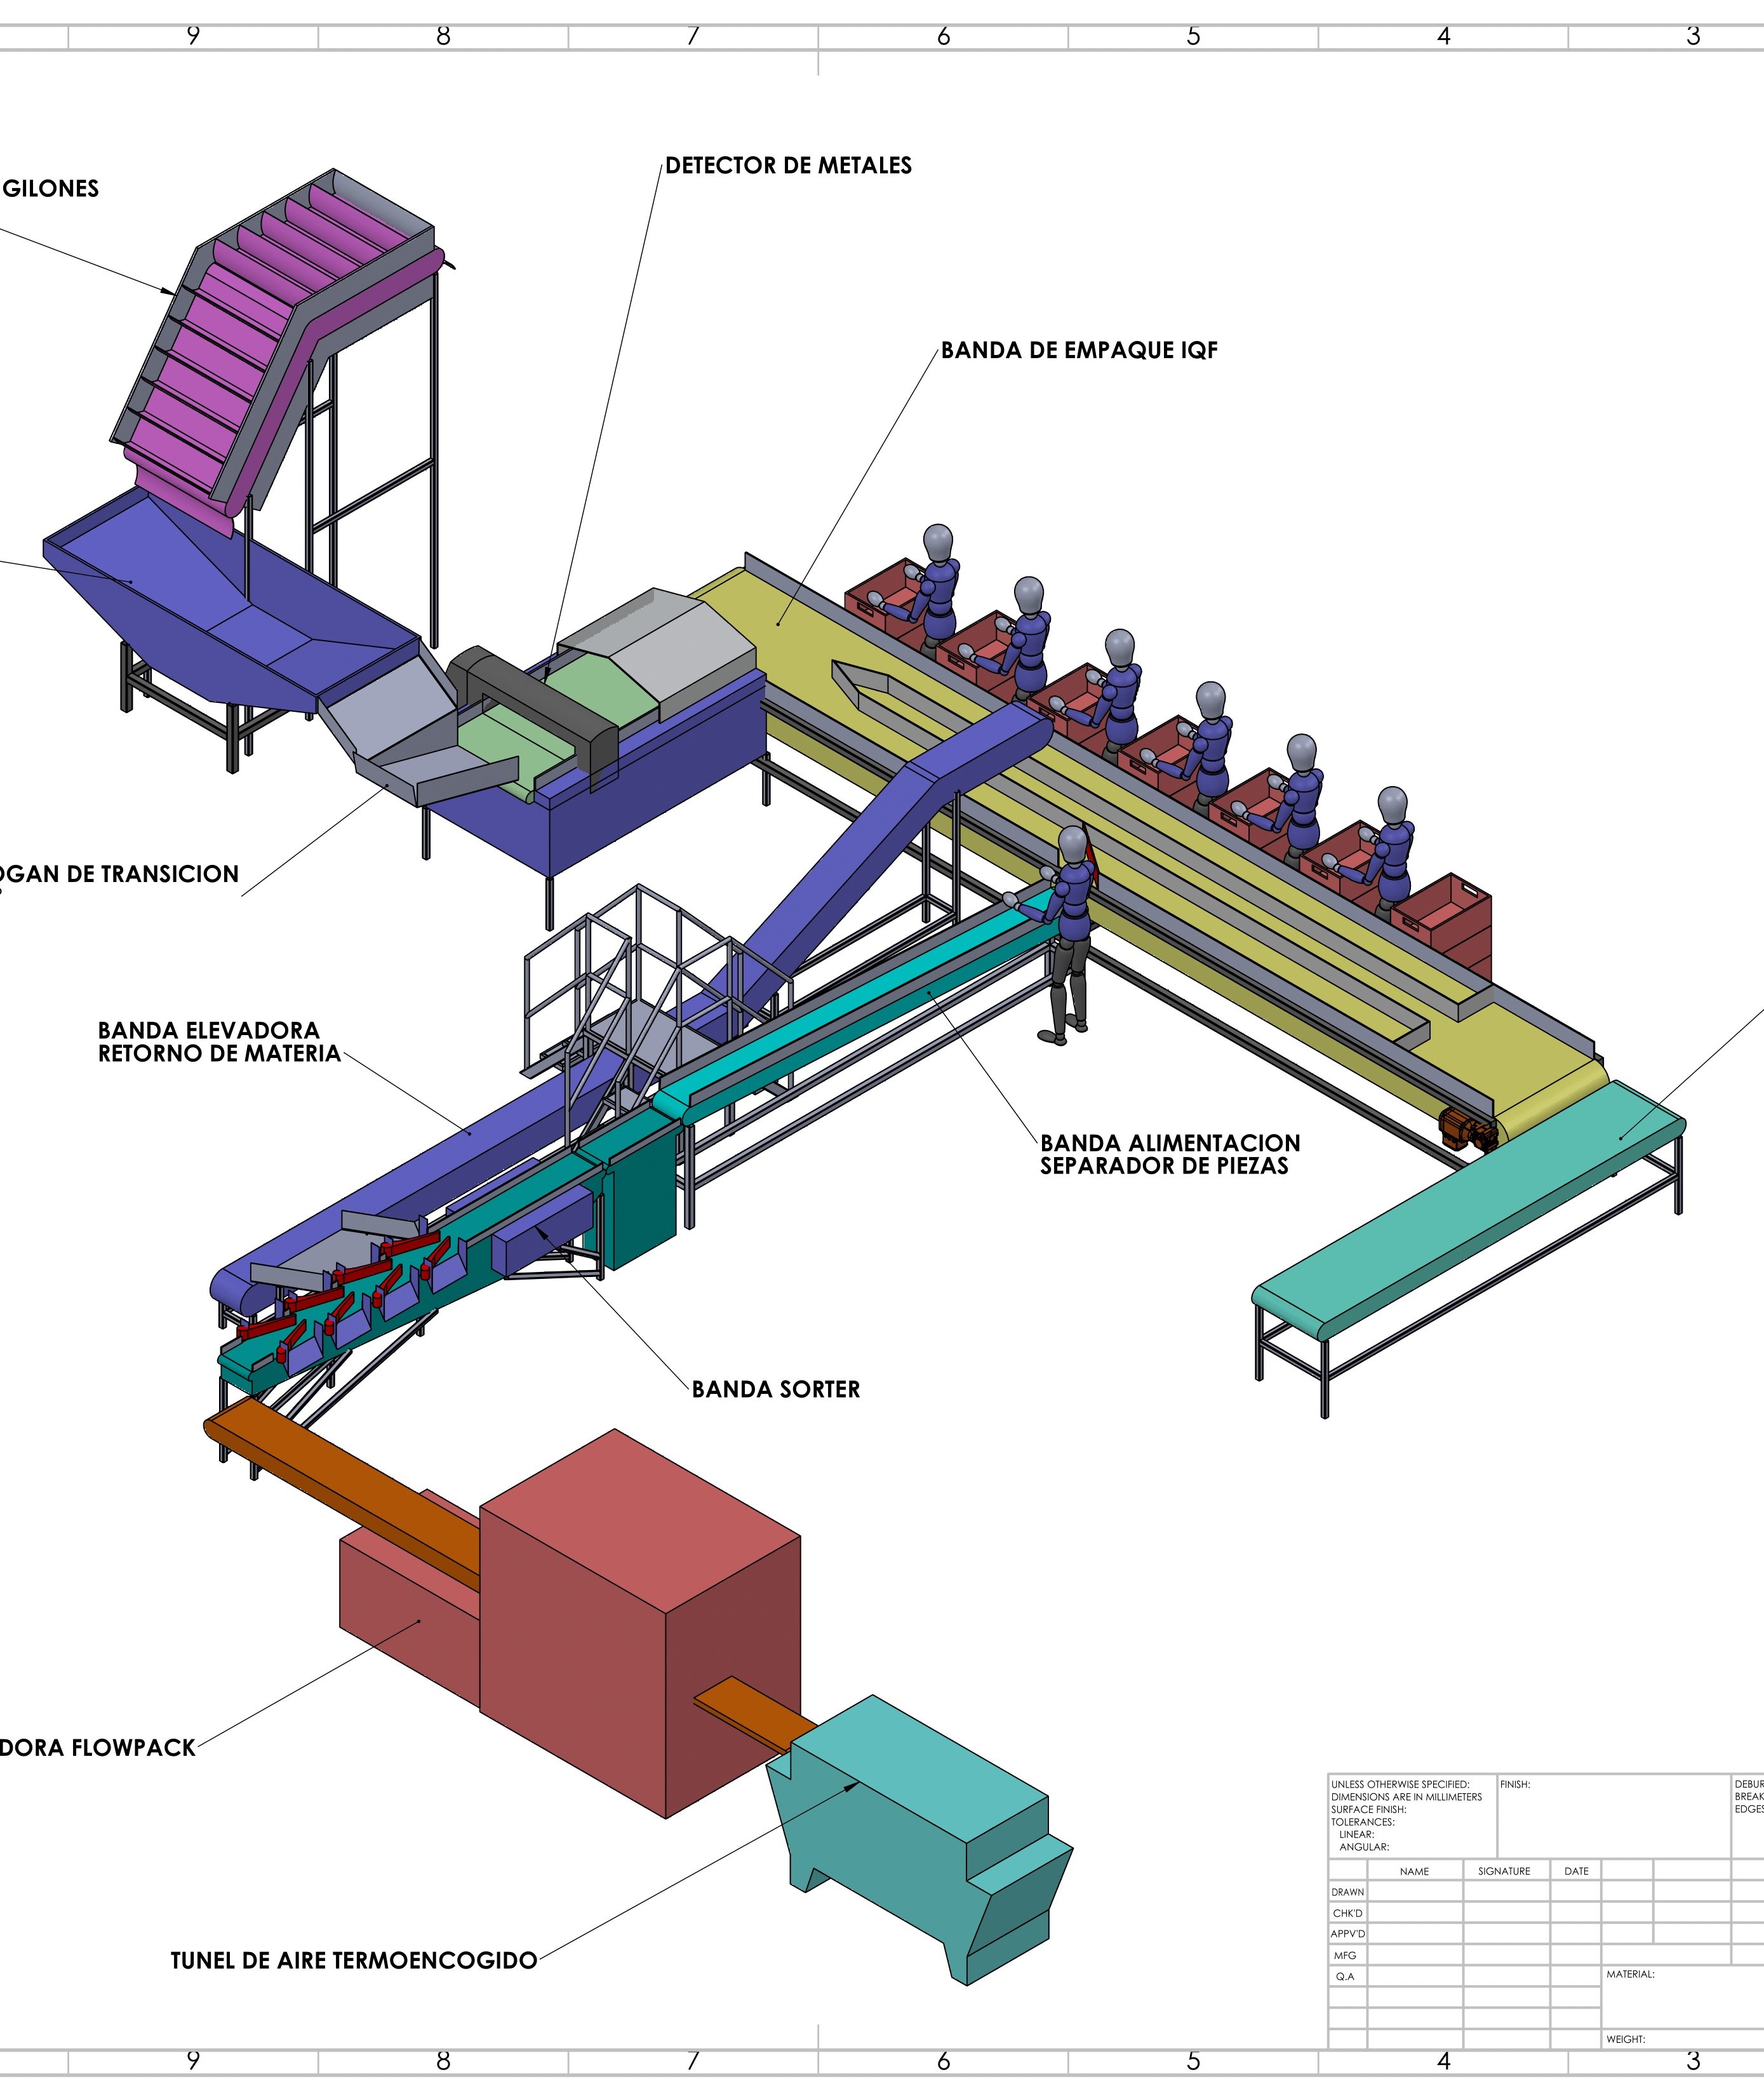 9 8 7 6 5 4 3
DETECTOR DE METALES
GILONES
BANDA DE EMPAQUE IQF
OGAN DE TRANSICION
BANDA ELEVADORA
RETORNO DE MATERIA
BANDA ALIMENTACION
SEPARADOR DE PIEZAS
BANDA SORTER
DORA FLOWPACK
TUNEL DE AIRE TERMOENCOGIDO
UNLESS OTHERWISE SPECIFIED:
DIMENSIONS ARE IN MILLIMETERS
SURFACE FINISH:
TOLERANCES:
LINEAR:
ANGULAR:
FINISH:
DEBUR
BREAK
EDGES
NAME SIGNATURE DATE
DRAWN
CHK'D
APPV'D
MFG
Q.A
MATERIAL:
WEIGHT:
9 8 7 6 5 4 3